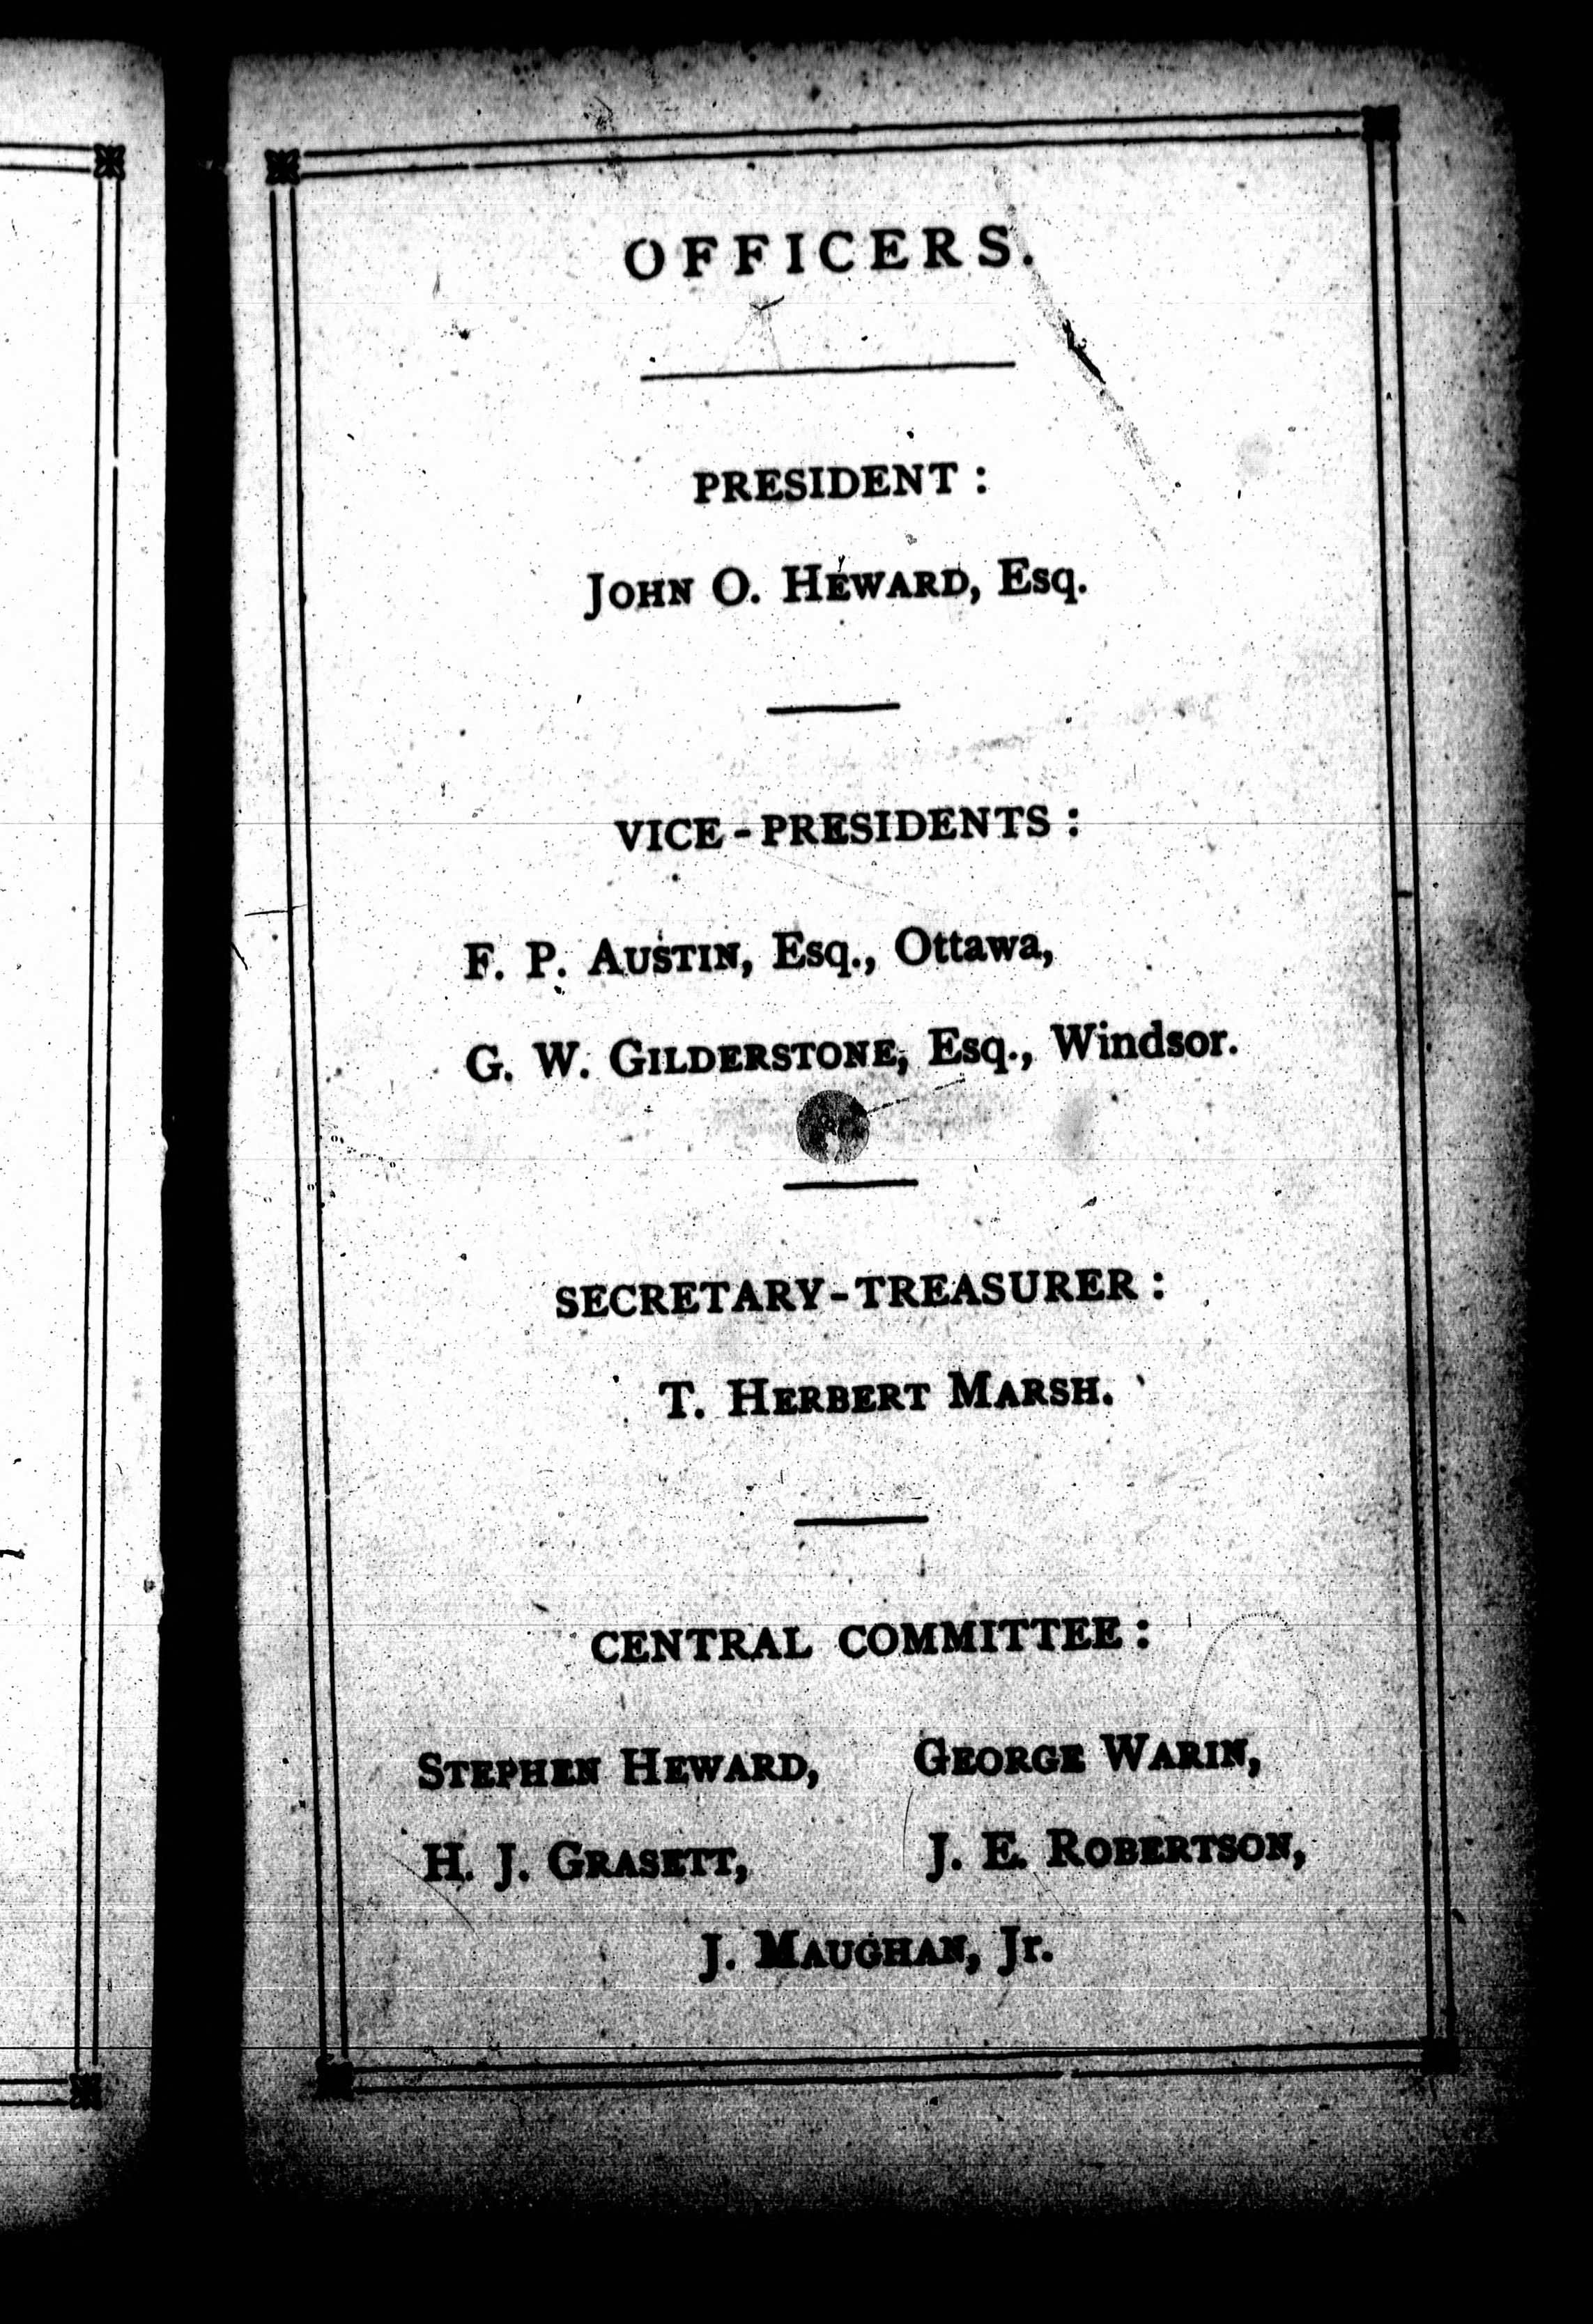 OFFICERS.
PRESIDENT :
JOHN O. HEWARD, Esq.
VICE-PRESIDENTS :
F. P. AUSTIN, Esq., Ottawa,
G. W. GILDERSTONE, Esq., Windsor.
SECRETARY-TREASURER :
T. HERBERT MARSH.
CENTRAL COMMITTEE :
STEPHEN HEWARD, GEORGE WARIN,
H. J. GRASETT, J. E. ROBERTSON,
J. MAUGHAN, Jr.